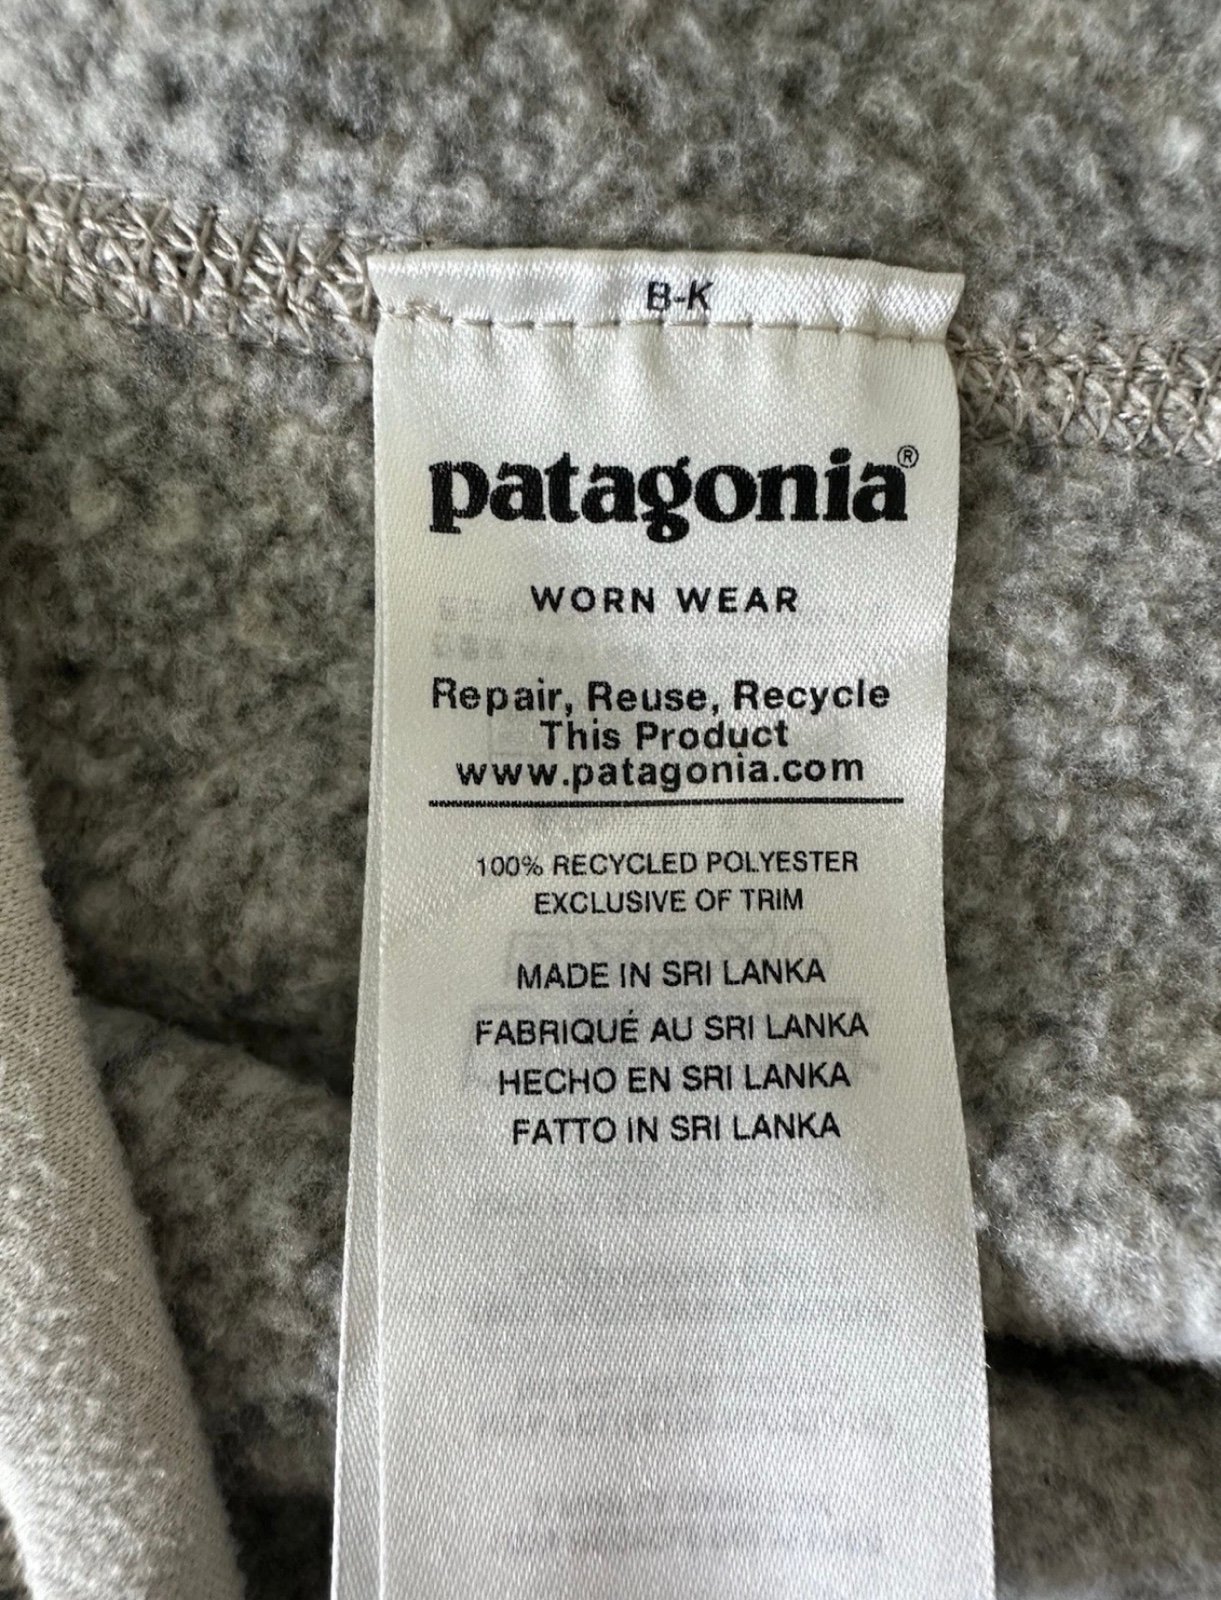 B-K
patagonia®
WORN WEAR
Repair, Reuse, Recycle
This Product
www.patagonia.com
100% RECYCLED POLYESTER
EXCLUSIVE OF TRIM
MADE IN SRI LANKA
FABRIQUÉ AU SRI LANKA
HECHO EN SRI LANKA
FATTO IN SRI LANKA